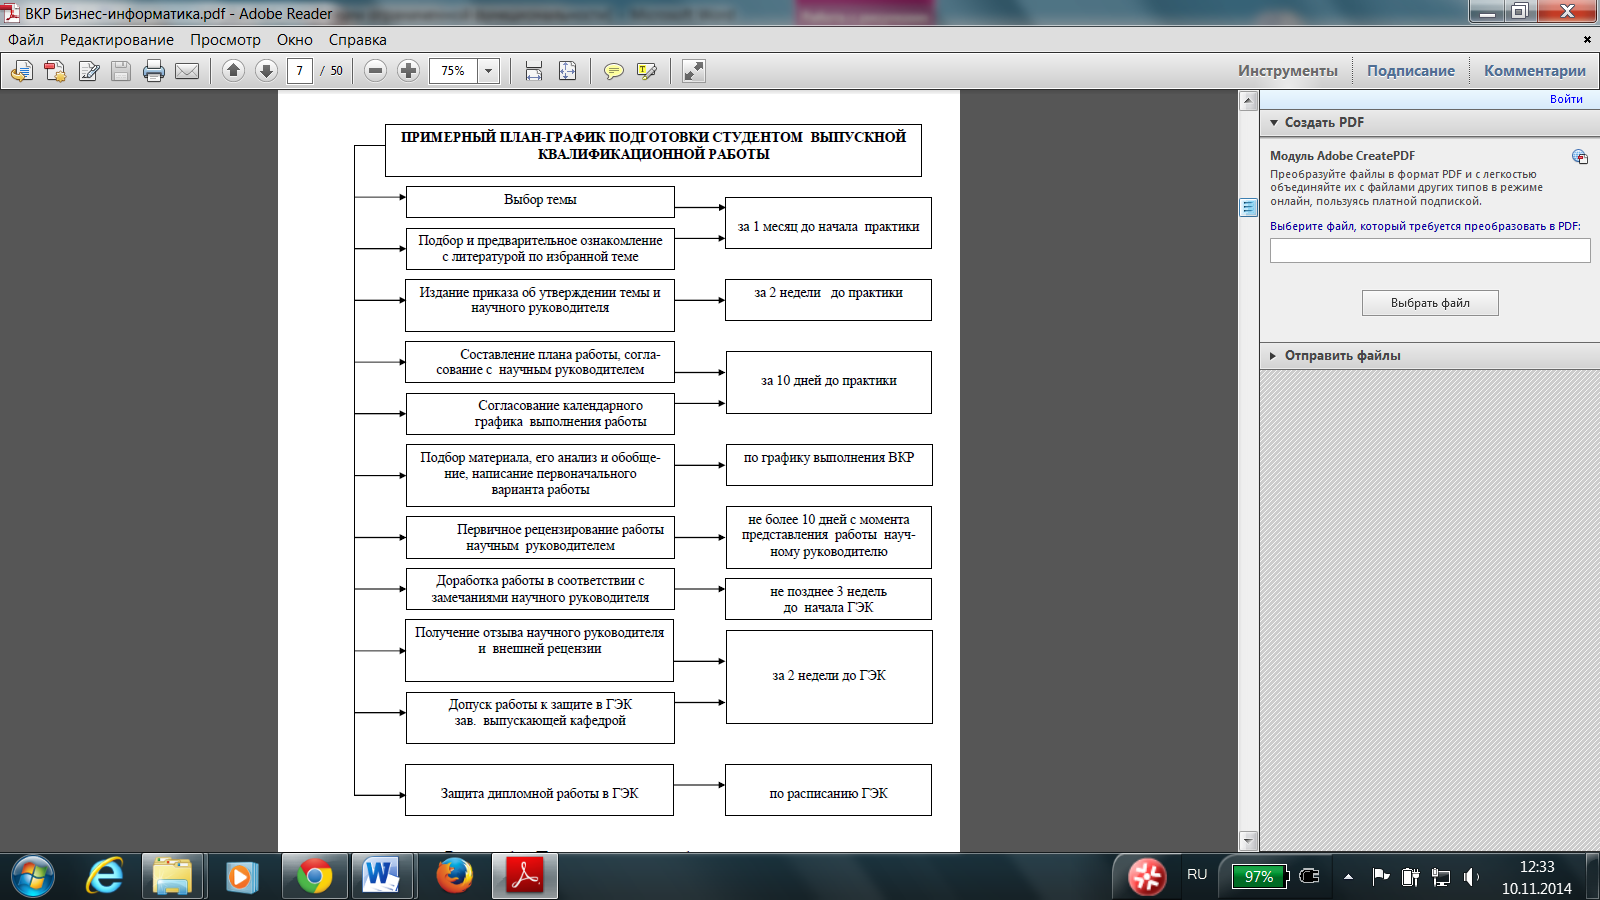 ВКР Бизнес-информатика.pdf - Adobe Reader
Файл Редактирование Просмотр Окно Справка
7 / 50 75% Инструменты Подписание Комментарии
ПРИМЕРНЫЙ ПЛАН-ГРАФИК ПОДГОТОВКИ СТУДЕНТОМ ВЫПУСКНОЙ
КВАЛИФИКАЦИОННОЙ РАБОТЫ
Выбор темы
за 1 месяц до начала практики
Подбор и предварительное ознакомление
с литературой по избранной теме
Издание приказа об утверждении темы и
научного руководителя
за 2 недели до практики
Составление плана работы, согла-
сование с научным руководителем
за 10 дней до практики
Согласование календарного
графика выполнения работы
Подбор материала, его анализ и обобще-
ние, написание первоначального
варианта работы
по графику выполнения ВКР
Первичное рецензирование работы
научным руководителем
не более 10 дней с момента
представления работы науч-
ному руководителю
Доработка работы в соответствии с
замечаниями научного руководителя
не позднее 3 недель
до начала ГЭК
Получение отзыва научного руководителя
и внешней рецензии
за 2 недели до ГЭК
Допуск работы к защите в ГЭК
зав. выпускающей кафедрой
Защита дипломной работы в ГЭК
по расписанию ГЭК
Войти
Создать PDF
Модуль Adobe CreatePDF
Преобразуйте файлы в формат PDF и с легкостью
объединяйте их с файлами других типов в режиме
онлайн, пользуясь платной подпиской.
Выберите файл, который требуется преобразовать в PDF:
Выбрать файл
Отправить файлы
RU
97%
12:33
10.11.2014